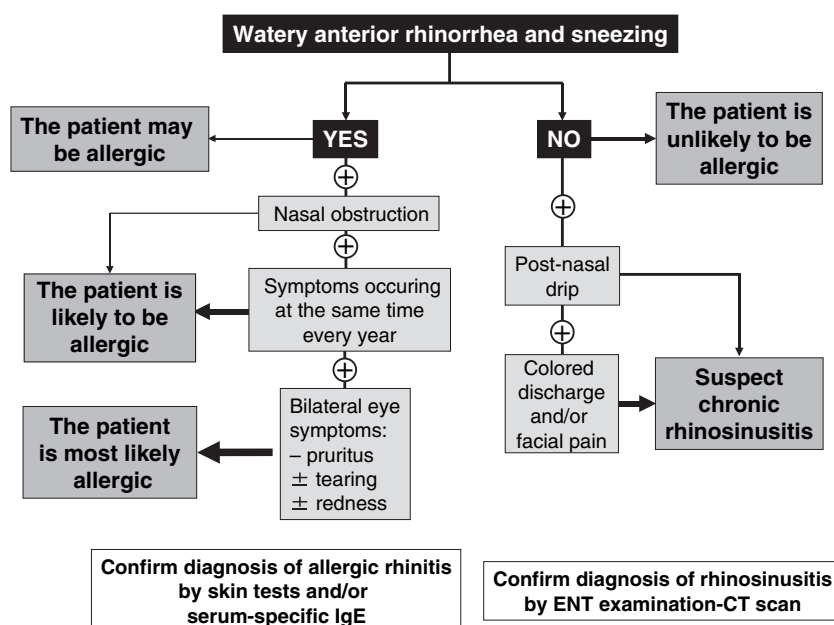 Watery anterior rhinorrhea and sneezing
The patient may
be allergic
YES
NO
The patient is
unlikely to be
allergic
+
Nasal obstruction
+
+
Post-nasal
drip
The patient is
likely to be
allergic
Symptoms occuring
at the same time
every year
+
+
Colored
discharge
and/or
facial pain
Suspect
chronic
rhinosinusitis
The patient
is most likely
allergic
Bilateral eye
symptoms:
– pruritus
± tearing
± redness
Confirm diagnosis of allergic rhinitis
by skin tests and/or
serum-specific IgE
Confirm diagnosis of rhinosinusitis
by ENT examination-CT scan